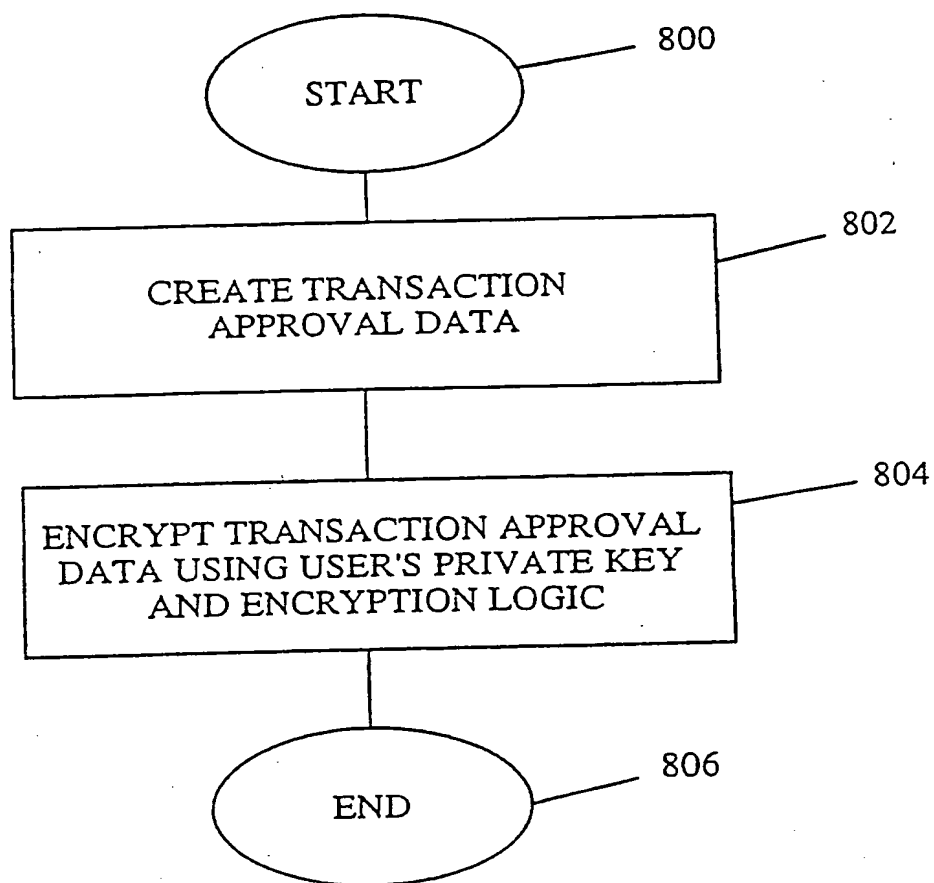 START
800
802
CREATE TRANSACTION
APPROVAL DATA
804
ENCRYPT TRANSACTION APPROVAL
DATA USING USER'S PRIVATE KEY
AND ENCRYPTION LOGIC
806
END